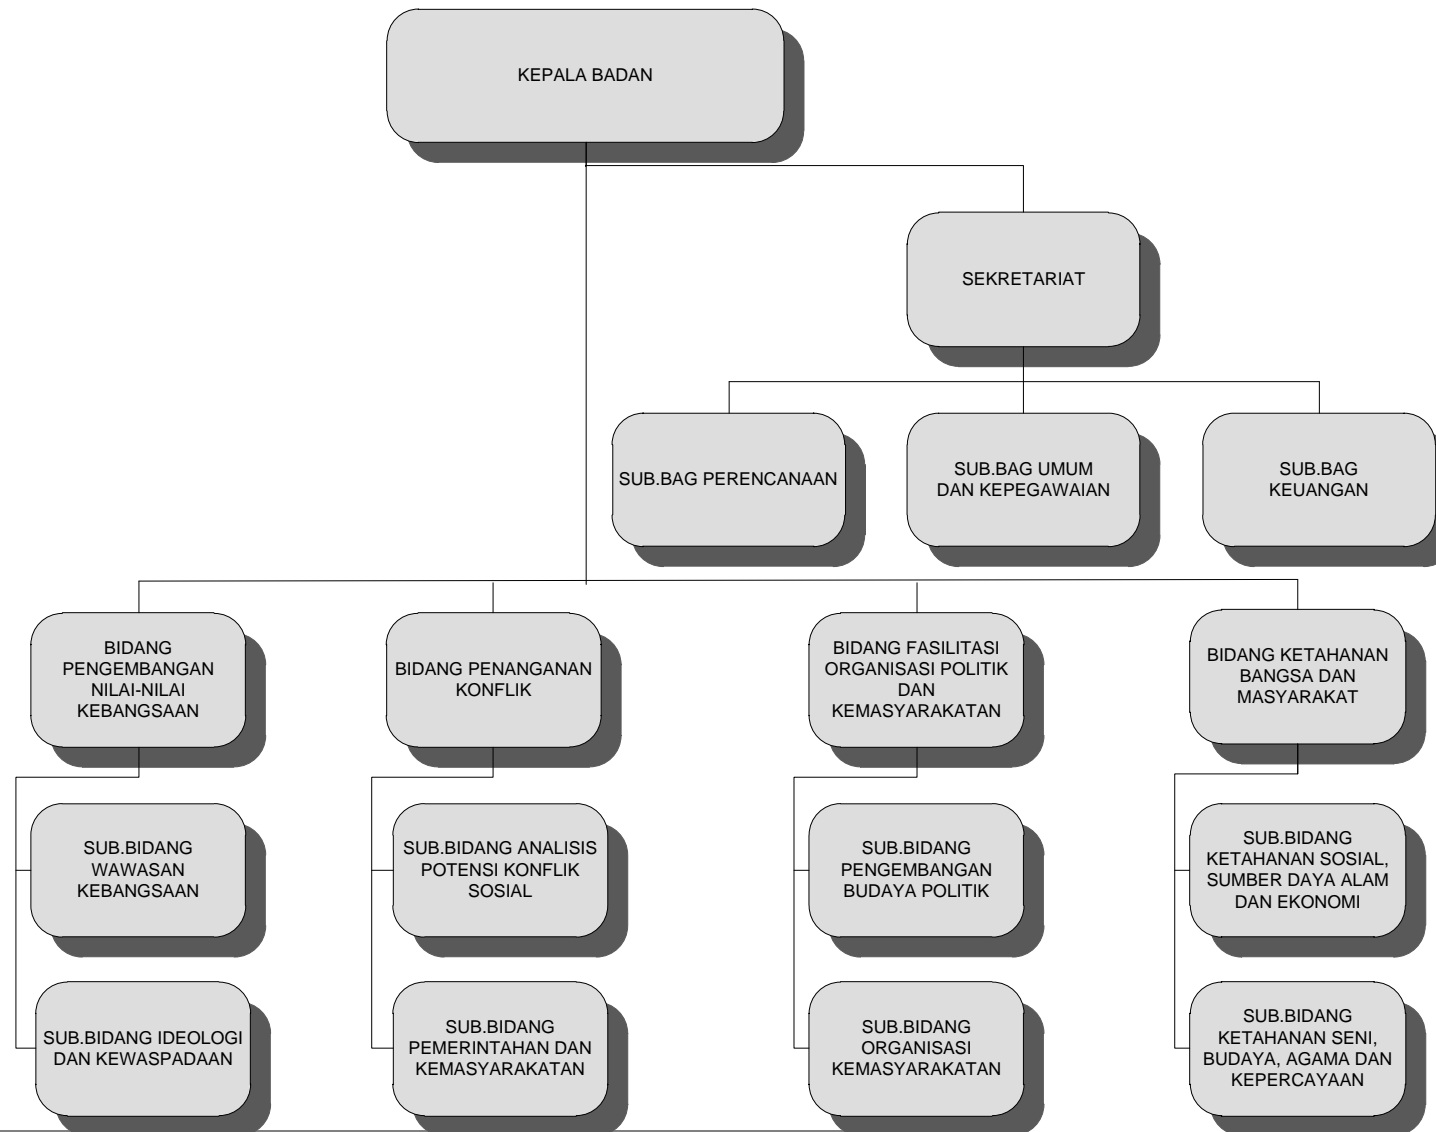 KEPALA BADAN
SEKRETARIAT
SUB.BAG PERENCANAAN
SUB.BAG UMUM
DAN KEPEGAWAIAN
SUB.BAG
KEUANGAN
BIDANG
PENGEMBANGAN
NILAI-NILAI
KEBANGSAAN
BIDANG PENANGANAN
KONFLIK
BIDANG FASILITASI
ORGANISASI POLITIK
DAN
KEMASYARAKATAN
BIDANG KETAHANAN
BANGSA DAN
MASYARAKAT
SUB.BIDANG
WAWASAN
KEBANGSAAN
SUB.BIDANG ANALISIS
POTENSI KONFLIK
SOSIAL
SUB.BIDANG
PENGEMBANGAN
BUDAYA POLITIK
SUB.BIDANG
KETAHANAN SOSIAL,
SUMBER DAYA ALAM
DAN EKONOMI
SUB.BIDANG IDEOLOGI
DAN KEWASPADAAN
SUB.BIDANG
PEMERINTAHAN DAN
KEMASYARAKATAN
SUB.BIDANG
ORGANISASI
KEMASYARAKATAN
SUB.BIDANG
KETAHANAN SENI,
BUDAYA, AGAMA DAN
KEPERCAYAAN